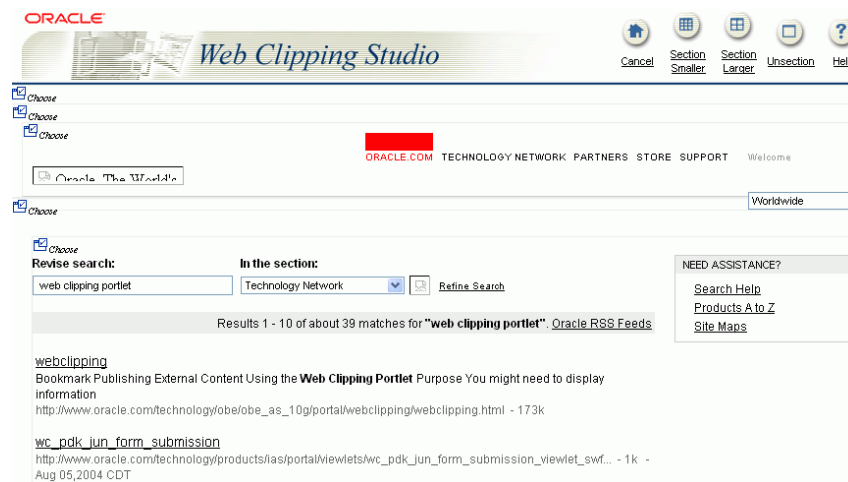 ORACLE
Web Clipping Studio
Cancel
Section Smaller
Section Larger
Unsection
Hel
Choose
Choose
Choose
ORACLE.COM TECHNOLOGY NETWORK PARTNERS STORE SUPPORT Welcome
Oracle. The World's
Worldwide
Choose
Choose
Revise search:
In the section:
web clipping portlet
Technology Network
Refine Search
Results 1 - 10 of about 39 matches for "web clipping portlet". Oracle RSS Feeds
NEED ASSISTANCE?
Search Help
Products A to Z
Site Maps
webclipping
Bookmark Publishing External Content Using the Web Clipping Portlet Purpose You might need to display
information
http://www.oracle.com/technology/obe/obe_as_10g/portal/webclipping/webclipping.html - 173k
wc_pdk_jun_form_submission
http://www.oracle.com/technology/products/ias/portal/viewlets/wc_pdk_jun_form_submission_viewlet_swf... - 1k -
Aug 05,2004 CDT